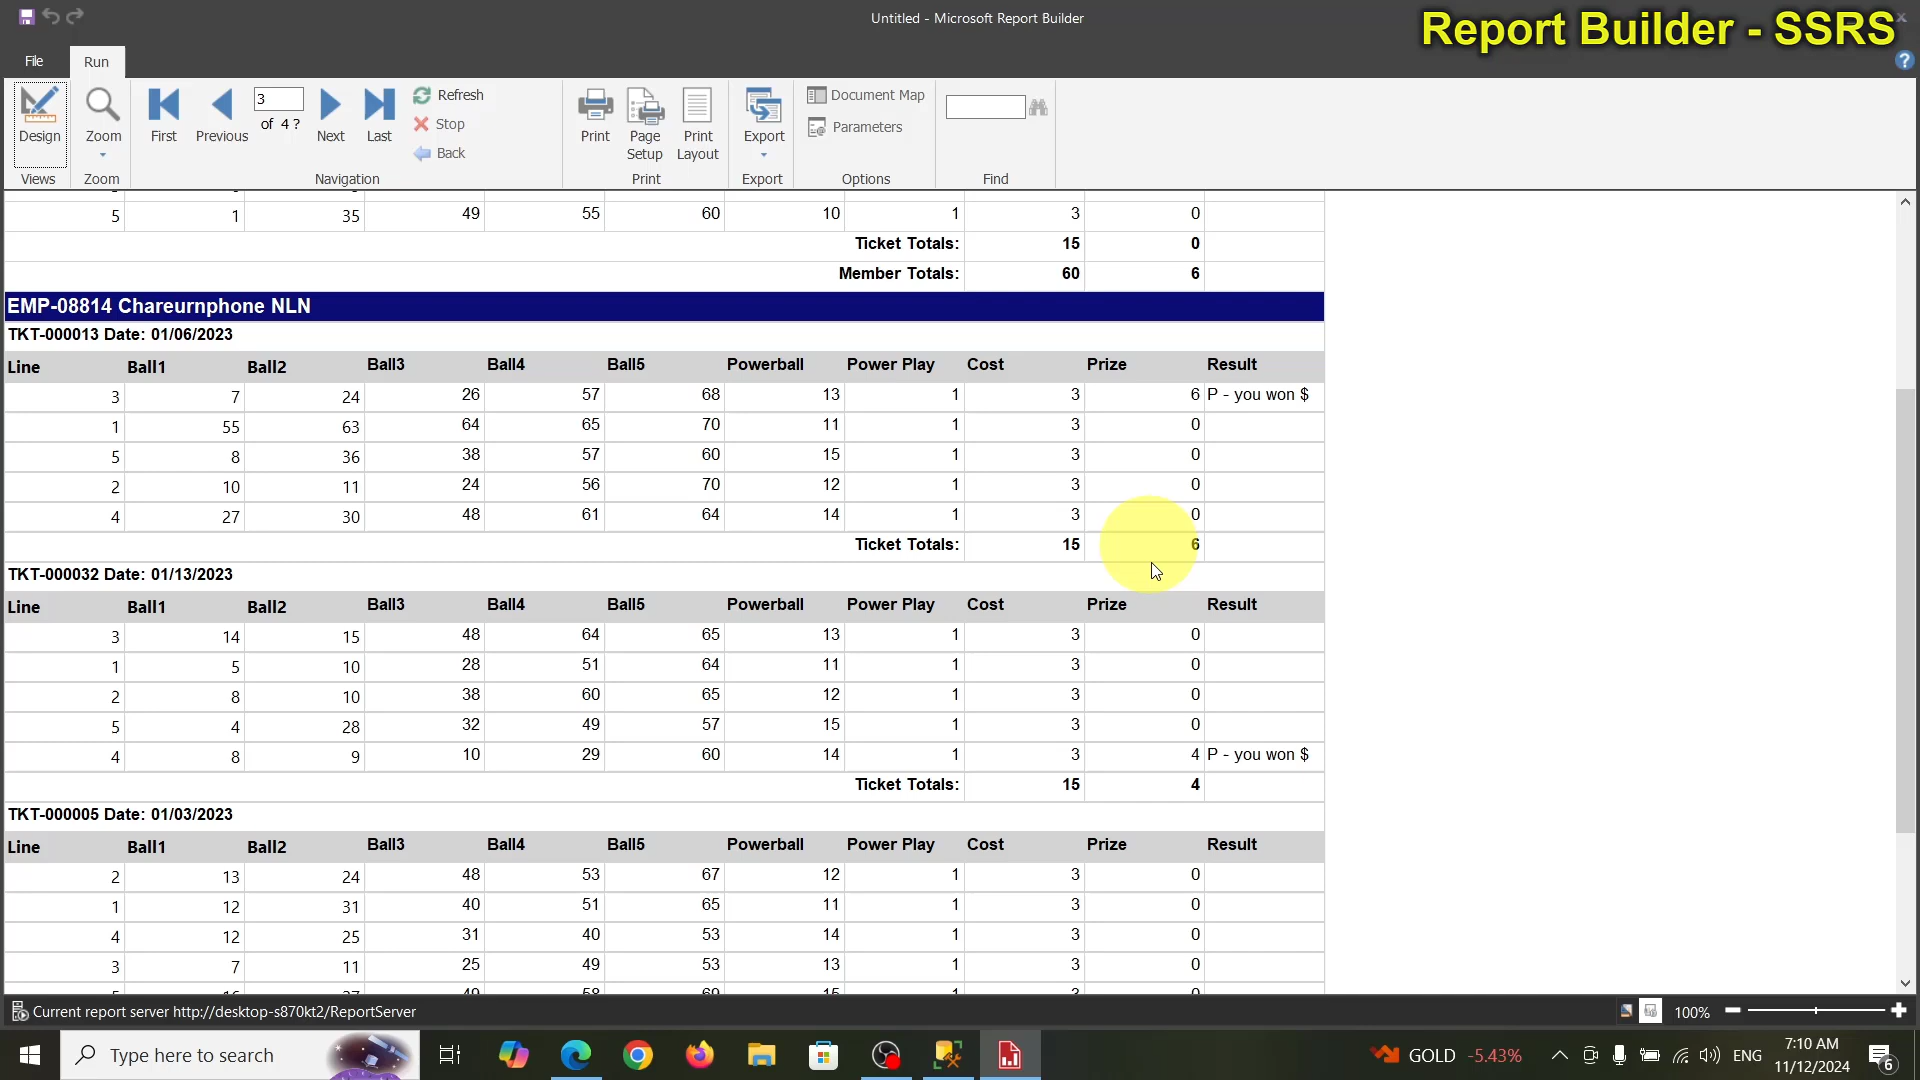 Untitled - Microsoft Report Builder
Report Builder - SSRS
File Run
Design
Zoom
First
Previous
3
of 4 ?
Next
Last
Refresh
Stop
Back
Print
Page Setup
Print Layout
Export
Document Map
Parameters
Views Zoom Navigation Print Export Options Find
5 1 35 49 55 60 10 1 3 0
Ticket Totals: 15 0
Member Totals: 60 6
EMP-08814 Chareurnphone NLN
TKT-000013 Date: 01/06/2023
Line Ball1 Ball2 Ball3 Ball4 Ball5 Powerball Power Play Cost Prize Result
3 7 24 26 57 68 13 1 3 6 P - you won $
1 55 63 64 65 70 11 1 3 0
5 8 36 38 57 60 15 1 3 0
2 10 11 24 56 70 12 1 3 0
4 27 30 48 61 64 14 1 3 0
Ticket Totals: 15 6
TKT-000032 Date: 01/13/2023
Line Ball1 Ball2 Ball3 Ball4 Ball5 Powerball Power Play Cost Prize Result
3 14 15 48 64 65 13 1 3 0
1 5 10 28 51 64 11 1 3 0
2 8 10 38 60 65 12 1 3 0
5 4 28 32 49 57 15 1 3 0
4 8 9 10 29 60 14 1 3 4 P - you won $
Ticket Totals: 15 4
TKT-000005 Date: 01/03/2023
Line Ball1 Ball2 Ball3 Ball4 Ball5 Powerball Power Play Cost Prize Result
2 13 24 48 53 67 12 1 3 0
1 12 31 40 51 65 11 1 3 0
4 12 25 31 40 53 14 1 3 0
3 7 11 25 49 53 13 1 3 0
Current report server http://desktop-s870kt2/ReportServer
100%
Type here to search
GOLD -5.43%
ENG
7:10 AM
11/12/2024
6